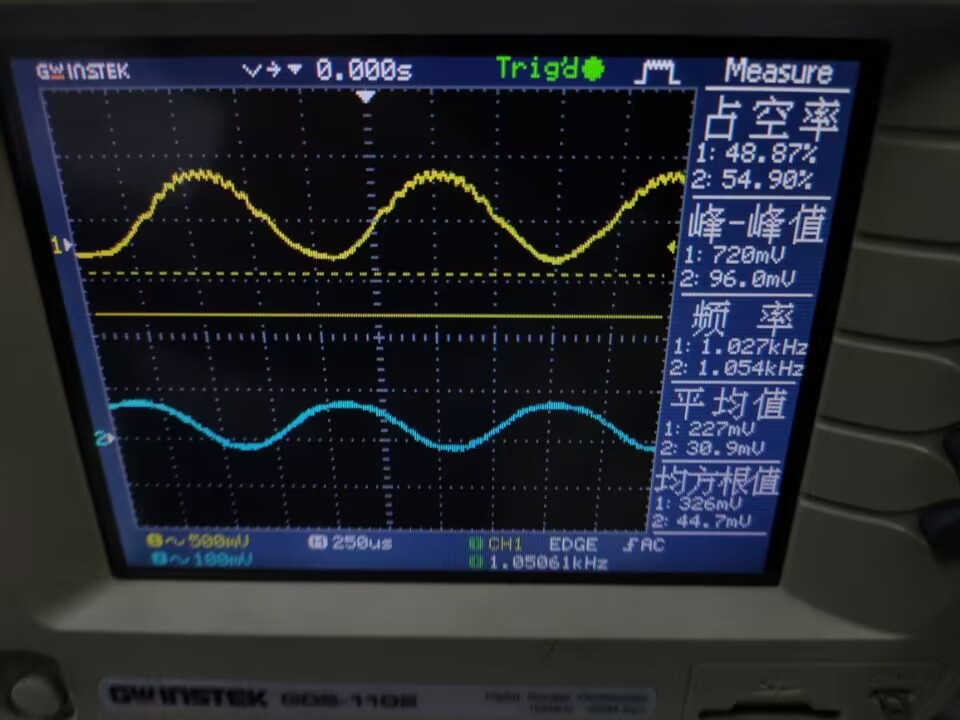 GW INSTEK 0.000s Trig'd Measure
占空率
1: 48.87%
2: 54.90%
峰-峰值
1: 720mV
2: 96.0mV
频 率
1: 1.027kHz
2: 1.054kHz
平均值
1: 227mV
2: 30.9mV
均方根值
1: 326mV
2: 44.7mV
1
2
1 ~ 500mV M 250us CH1 EDGE AC
2 ~ 100mV 1.05061kHz
GW INSTEK